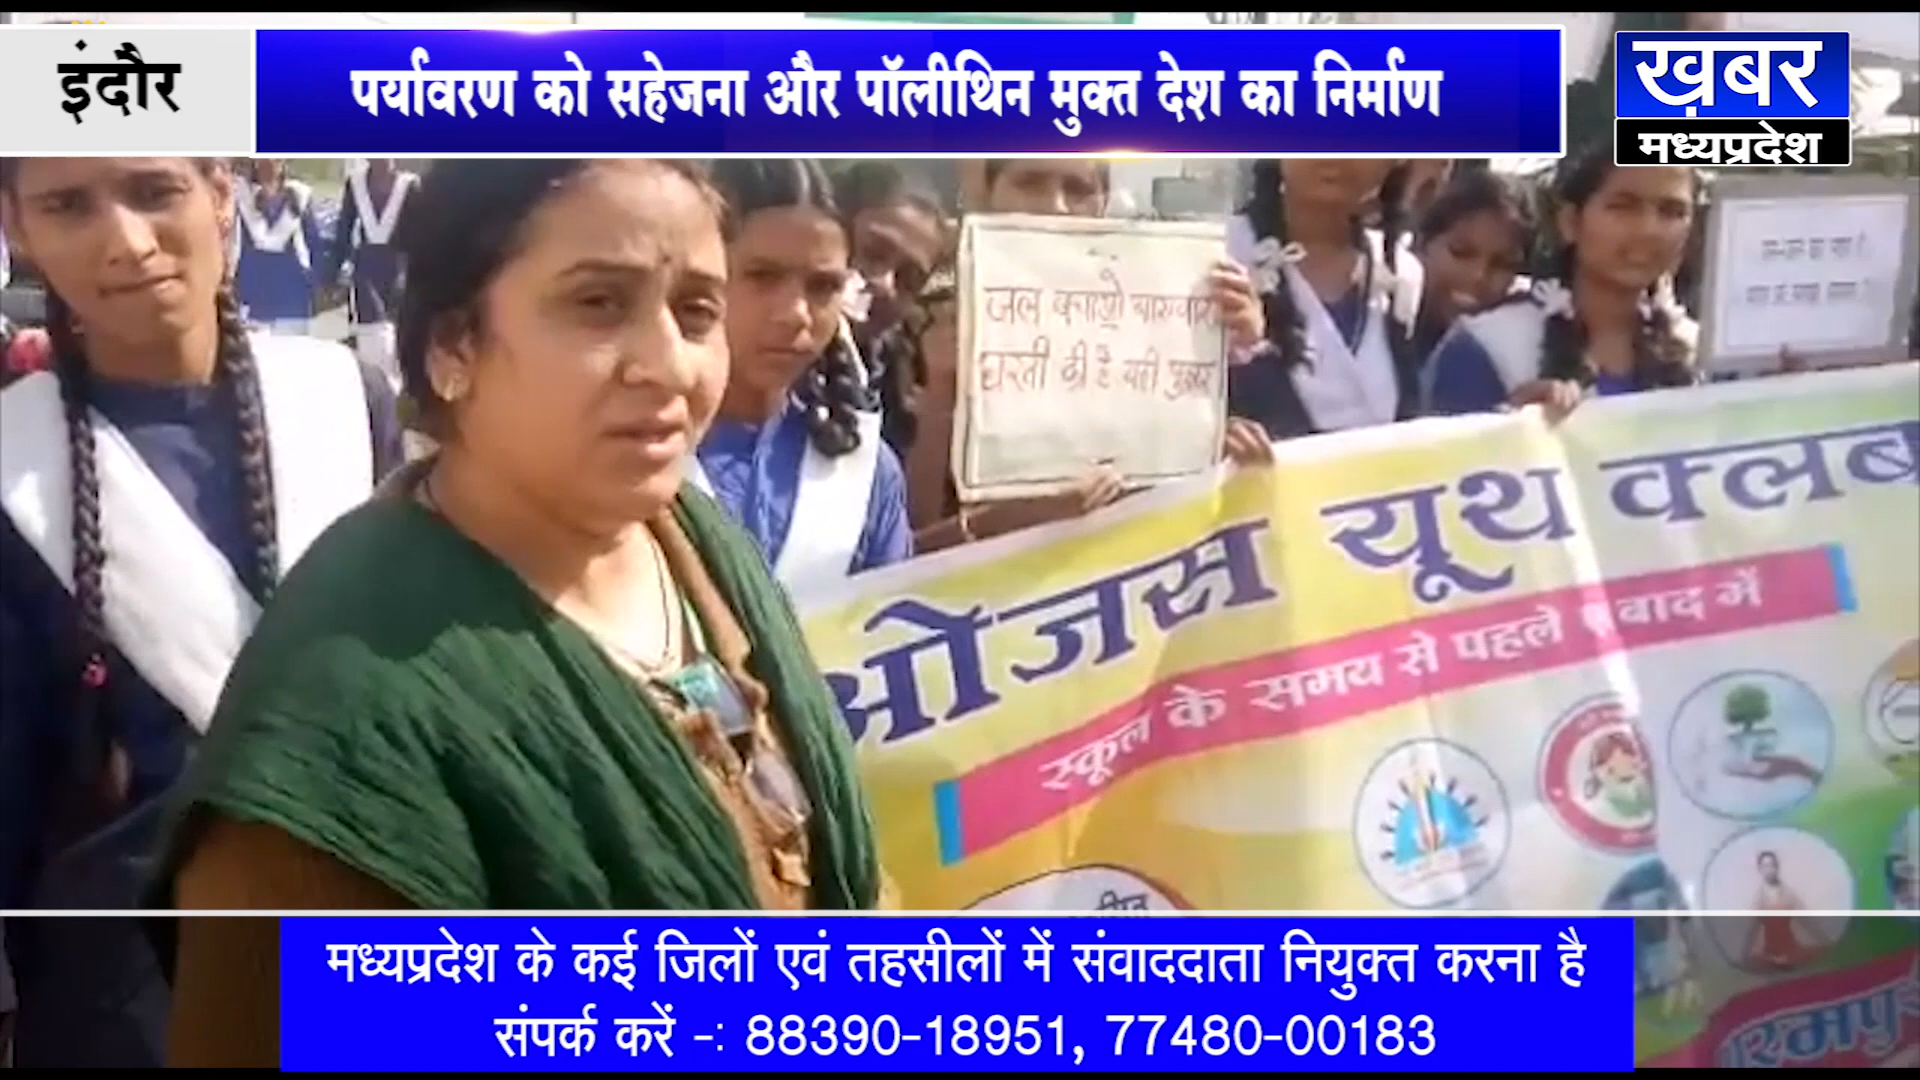 इंदौर
पर्यावरण को सहेजना और पॉलीथिन मुक्त देश का निर्माण
ख़बर
मध्यप्रदेश
जल बचाओ बारम्बार
धरती की है यही पुकार
ओजस यूथ क्लब
स्कूल के समय से पहले संवाद में
मध्यप्रदेश के कई जिलों एवं तहसीलों में संवाददाता नियुक्त करना है
संपर्क करें -: 88390-18951, 77480-00183